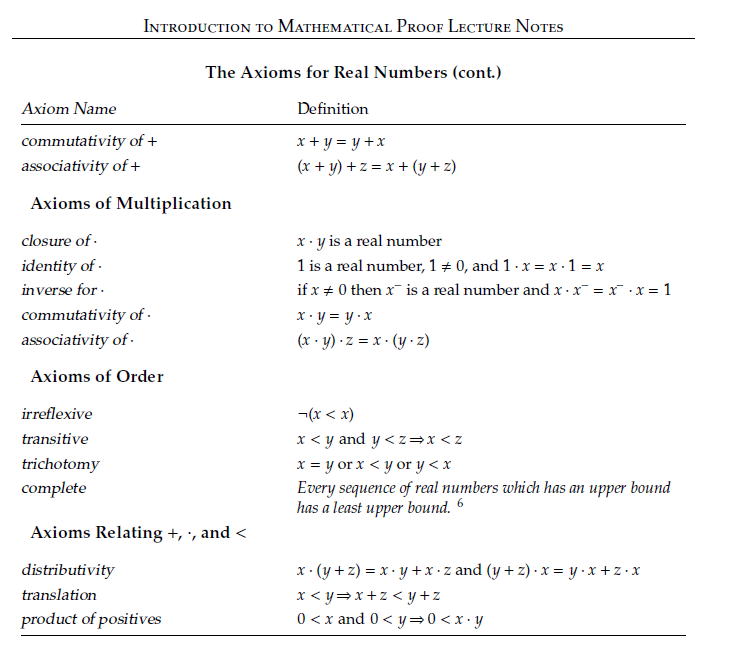 INTRODUCTION TO MATHEMATICAL PROOF LECTURE NOTES
The Axioms for Real Numbers (cont.)
Axiom Name Definition
commutativity of + x + y = y + x
associativity of + (x + y) + z = x + (y + z)
Axioms of Multiplication
closure of · x · y is a real number
identity of · 1 is a real number, 1 ≠ 0, and 1 · x = x · 1 = x
inverse for · if x ≠ 0 then x⁻ is a real number and x · x⁻ = x⁻ · x = 1
commutativity of · x · y = y · x
associativity of · (x · y) · z = x · (y · z)
Axioms of Order
irreflexive ¬(x < x)
transitive x < y and y < z ⇒ x < z
trichotomy x = y or x < y or y < x
complete Every sequence of real numbers which has an upper bound
has a least upper bound. ⁶
Axioms Relating +, ·, and <
distributivity x · (y + z) = x · y + x · z and (y + z) · x = y · x + z · x
translation x < y ⇒ x + z < y + z
product of positives 0 < x and 0 < y ⇒ 0 < x · y